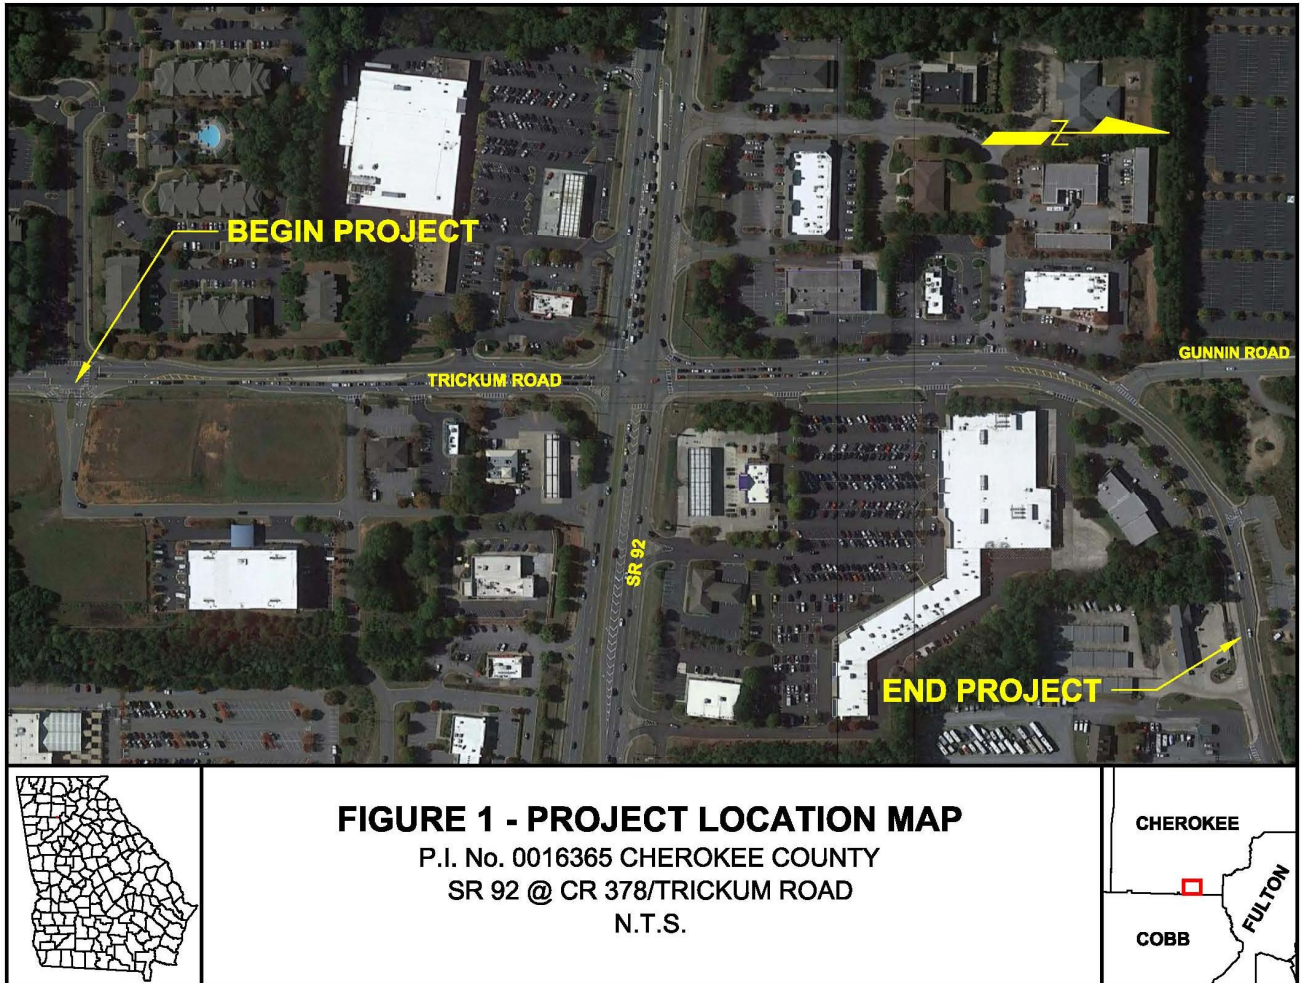 BEGIN PROJECT
TRICKUM ROAD
GUNNIN ROAD
SR 92
END PROJECT
N
FIGURE 1 - PROJECT LOCATION MAP
P.I. No. 0016365 CHEROKEE COUNTY
SR 92 @ CR 378/TRICKUM ROAD
N.T.S.
CHEROKEE
FULTON
COBB